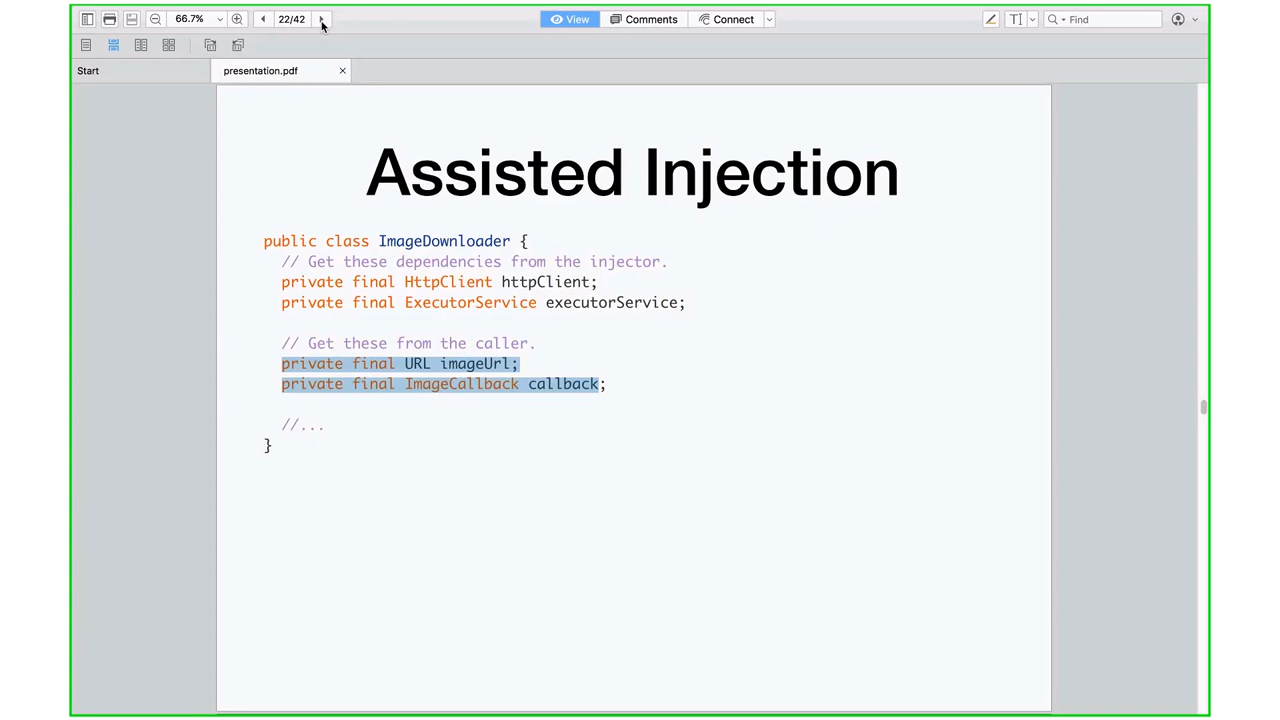 66.7%
22/42
View
Comments
Connect
Find
Start
presentation.pdf
Assisted Injection
public class ImageDownloader {
// Get these dependencies from the injector.
private final HttpClient httpClient;
private final ExecutorService executorService;
// Get these from the caller.
private final URL imageUrl;
private final ImageCallback callback;
//...
}